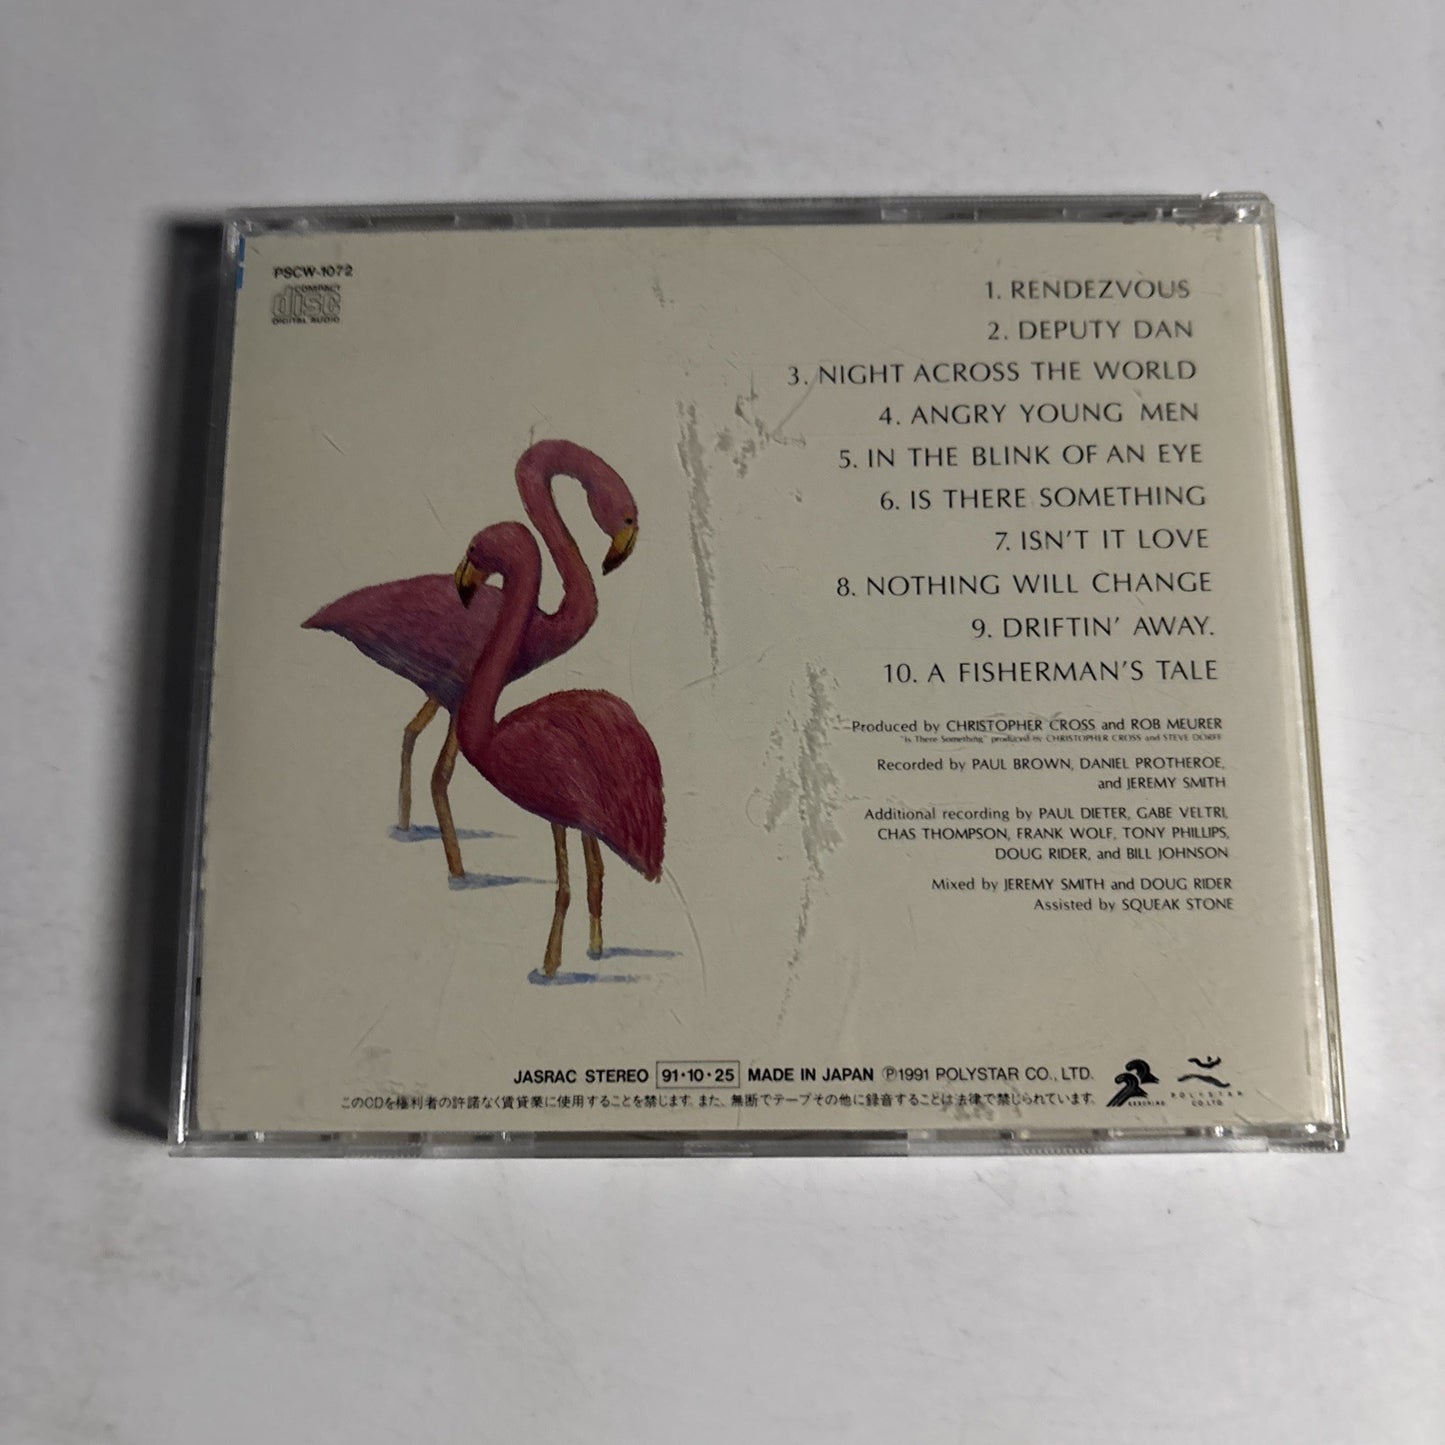 PSCW-1072
COMPACT
disc
DIGITAL AUDIO
1. RENDEZVOUS
2. DEPUTY DAN
3. NIGHT ACROSS THE WORLD
4. ANGRY YOUNG MEN
5. IN THE BLINK OF AN EYE
6. IS THERE SOMETHING
7. ISN'T IT LOVE
8. NOTHING WILL CHANGE
9. DRIFTIN' AWAY.
10. A FISHERMAN'S TALE
Produced by CHRISTOPHER CROSS and ROB MEURER
"Is There Something" produced by CHRISTOPHER CROSS and STEVE DORFF
Recorded by PAUL BROWN, DANIEL PROTHEROE,
and JEREMY SMITH
Additional recording by PAUL DIETER, GABE VELTRI,
CHAS THOMPSON, FRANK WOLF, TONY PHILLIPS,
DOUG RIDER, and BILL JOHNSON
Mixed by JEREMY SMITH and DOUG RIDER
Assisted by SQUEAK STONE
JASRAC STEREO 91・10・25 MADE IN JAPAN Ⓟ1991 POLYSTAR CO., LTD.
このCDを権利者の許諾なく賃貸業に使用することを禁じます。また、無断でテープその他に録音することは法律で禁じられています。
POLYSTAR
CO.LTD.